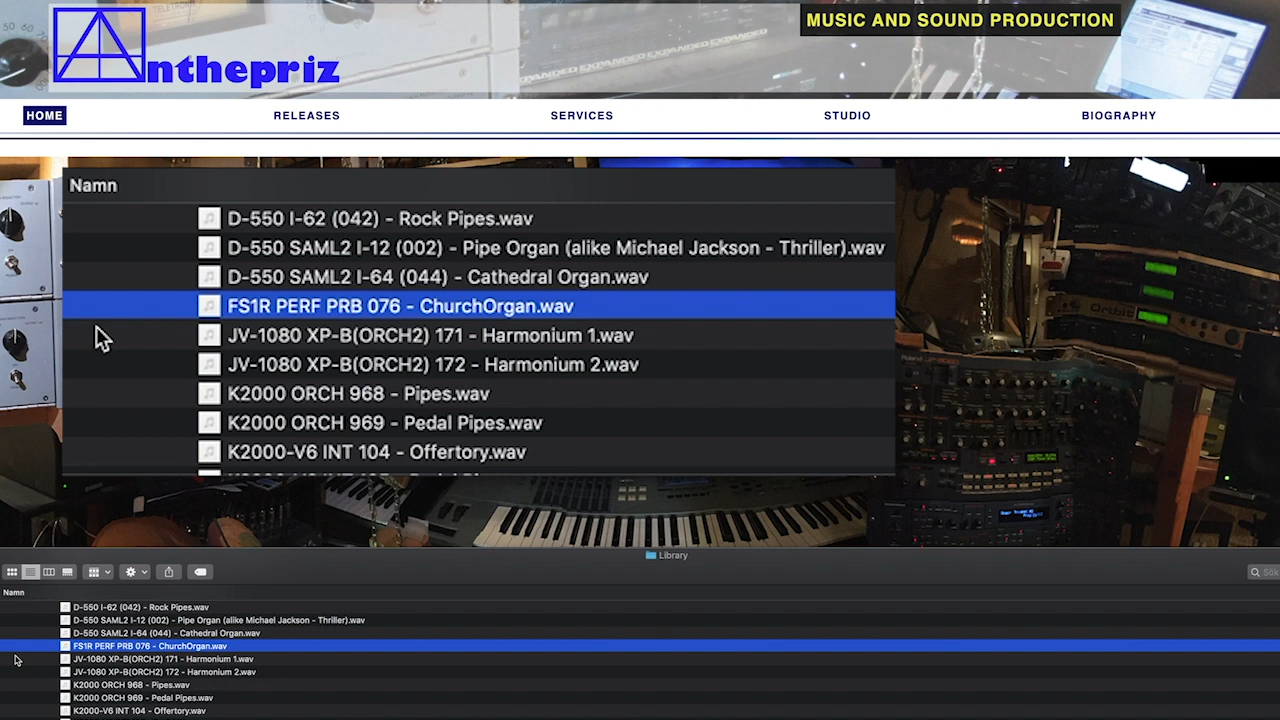 Anthepriz
MUSIC AND SOUND PRODUCTION
HOME
RELEASES
SERVICES
STUDIO
BIOGRAPHY
Namn
D-550 I-62 (042) - Rock Pipes.wav
D-550 SAML2 I-12 (002) - Pipe Organ (alike Michael Jackson - Thriller).wav
D-550 SAML2 I-64 (044) - Cathedral Organ.wav
FS1R PERF PRB 076 - ChurchOrgan.wav
JV-1080 XP-B(ORCH2) 171 - Harmonium 1.wav
JV-1080 XP-B(ORCH2) 172 - Harmonium 2.wav
K2000 ORCH 968 - Pipes.wav
K2000 ORCH 969 - Pedal Pipes.wav
K2000-V6 INT 104 - Offertory.wav
Orbit
Roland
Library
Sök
Namn
D-550 I-62 (042) - Rock Pipes.wav
D-550 SAML2 I-12 (002) - Pipe Organ (alike Michael Jackson - Thriller).wav
D-550 SAML2 I-64 (044) - Cathedral Organ.wav
FS1R PERF PRB 076 - ChurchOrgan.wav
JV-1080 XP-B(ORCH2) 171 - Harmonium 1.wav
JV-1080 XP-B(ORCH2) 172 - Harmonium 2.wav
K2000 ORCH 968 - Pipes.wav
K2000 ORCH 969 - Pedal Pipes.wav
K2000-V6 INT 104 - Offertory.wav